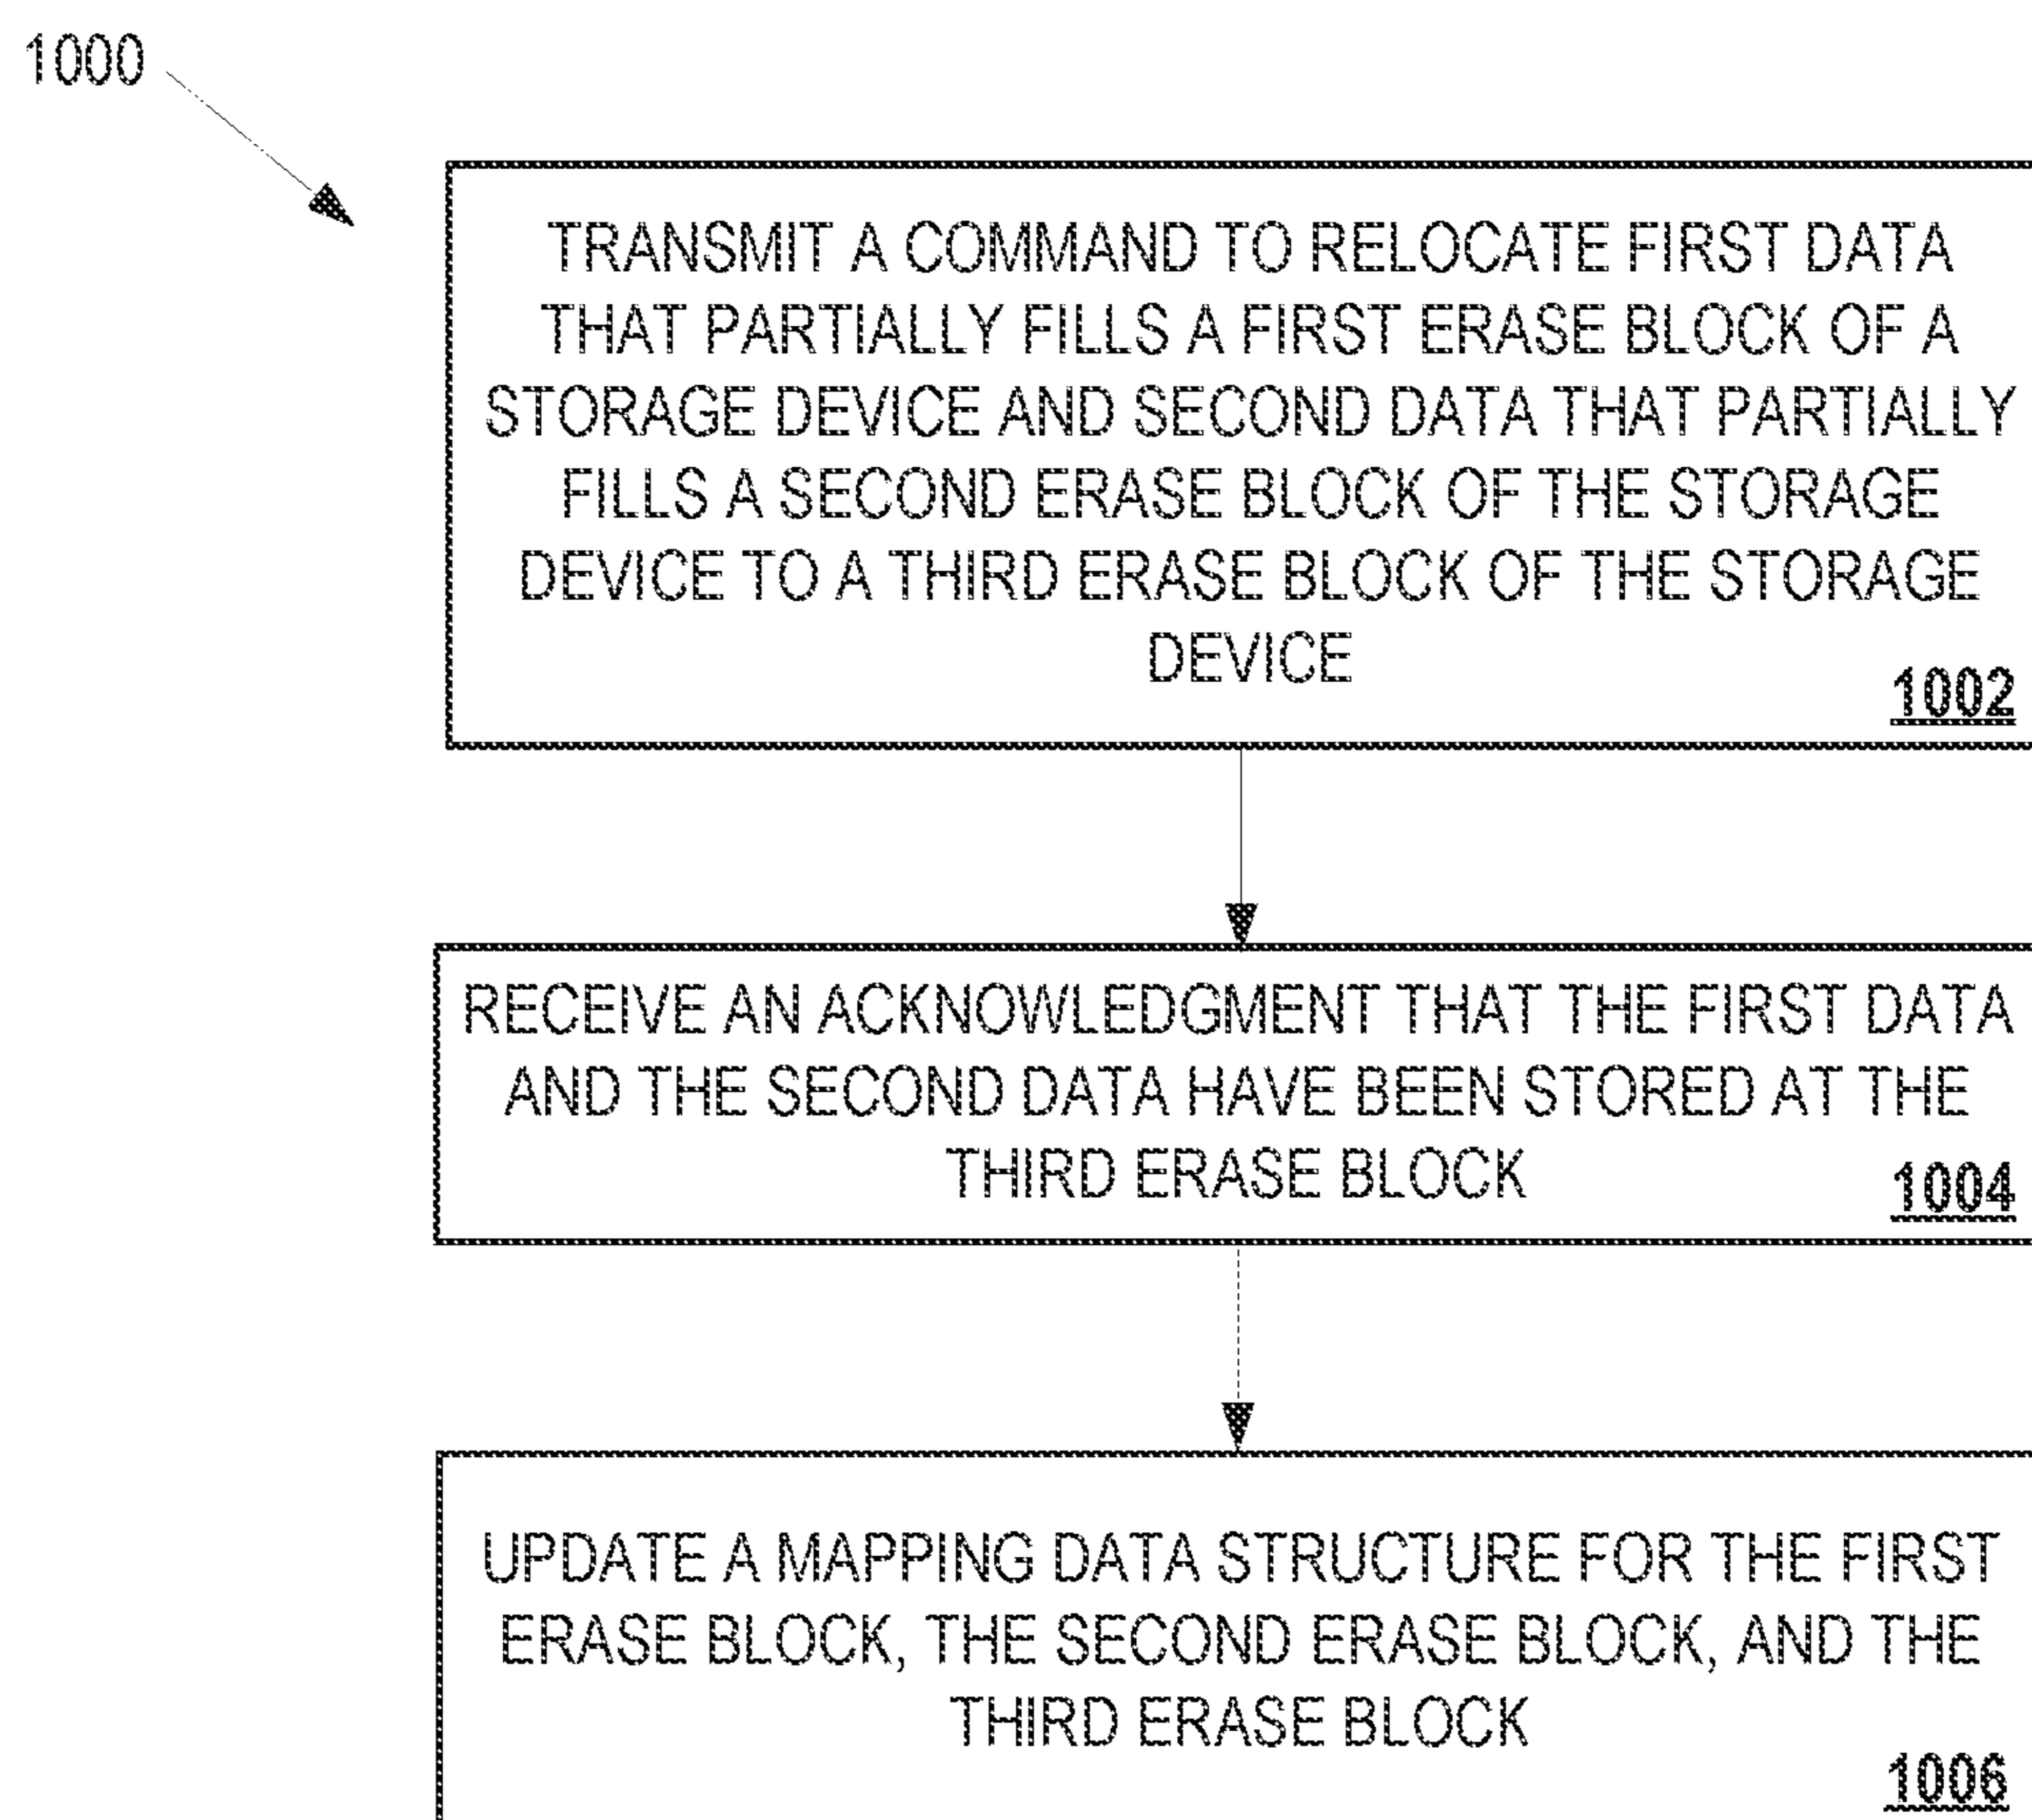 1000
TRANSMIT A COMMAND TO RELOCATE FIRST DATA
THAT PARTIALLY FILLS A FIRST ERASE BLOCK OF A
STORAGE DEVICE AND SECOND DATA THAT PARTIALLY
FILLS A SECOND ERASE BLOCK OF THE STORAGE
DEVICE TO A THIRD ERASE BLOCK OF THE STORAGE
DEVICE
1002
RECEIVE AN ACKNOWLEDGMENT THAT THE FIRST DATA
AND THE SECOND DATA HAVE BEEN STORED AT THE
THIRD ERASE BLOCK
1004
UPDATE A MAPPING DATA STRUCTURE FOR THE FIRST
ERASE BLOCK, THE SECOND ERASE BLOCK, AND THE
THIRD ERASE BLOCK
1006